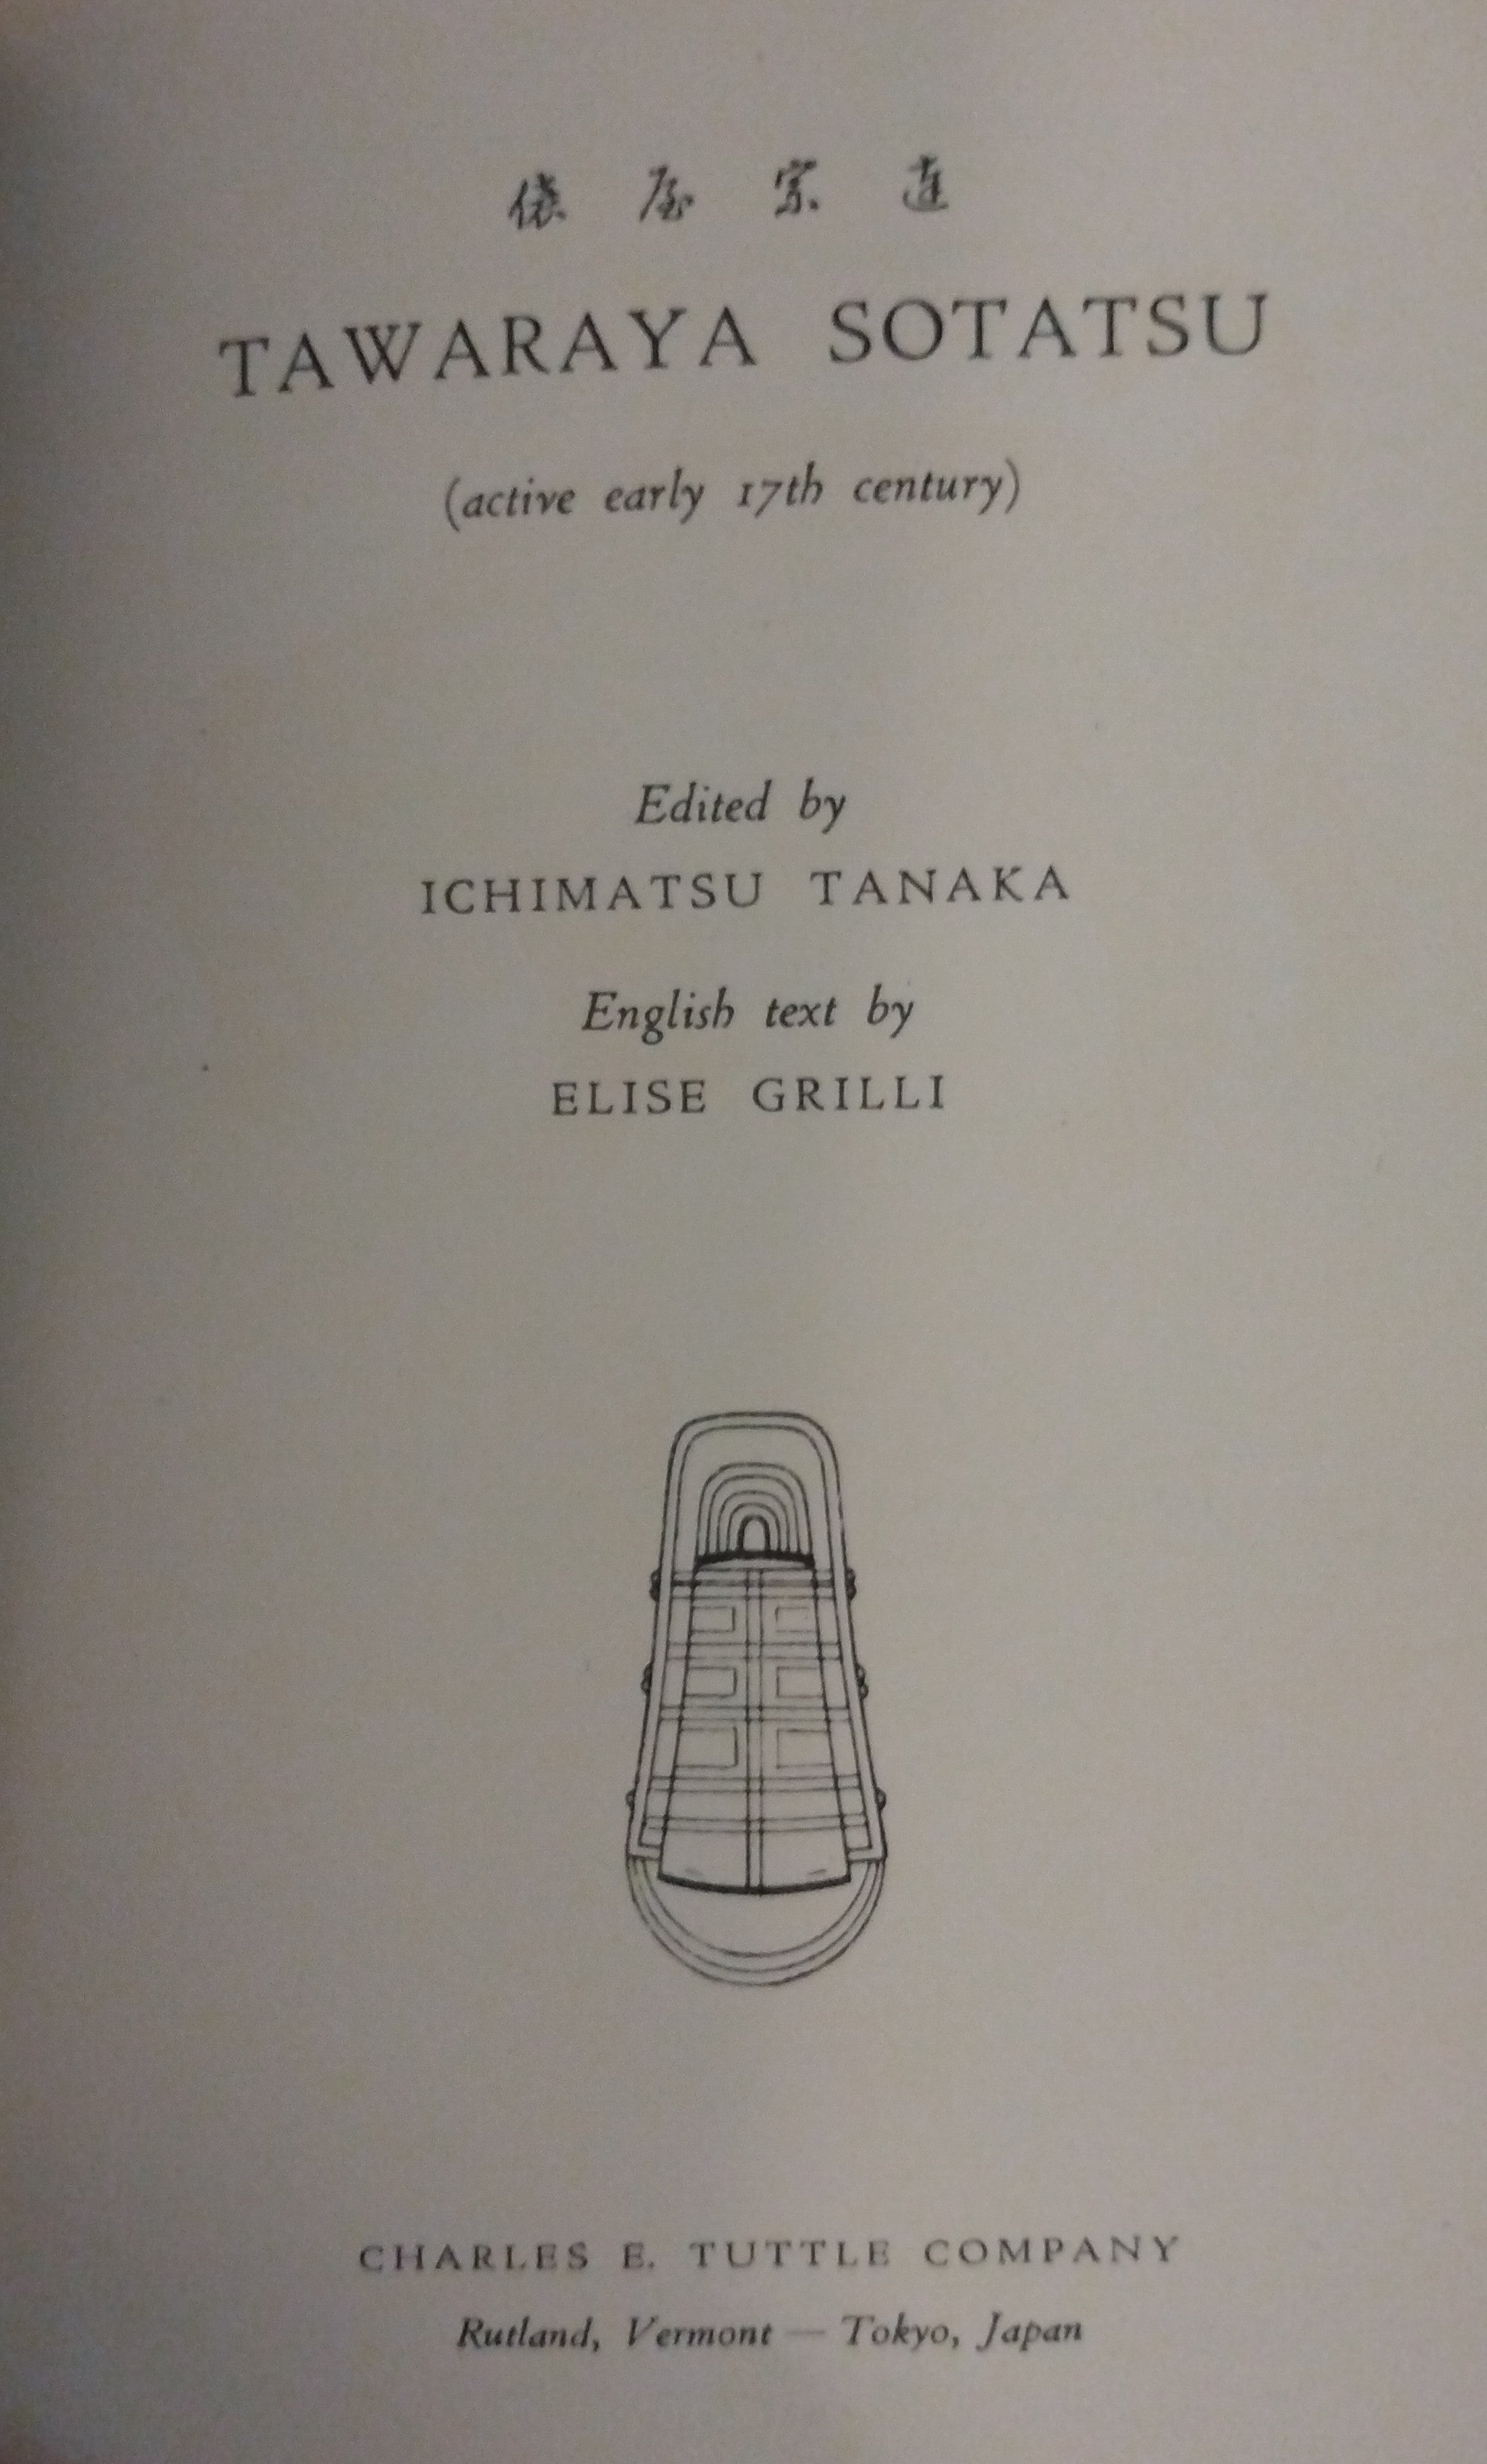 俵屋宗達
TAWARAYA SOTATSU
(active early 17th century)
Edited by
ICHIMATSU TANAKA
English text by
ELISE GRILLI
CHARLES E. TUTTLE COMPANY
Rutland, Vermont — Tokyo, Japan